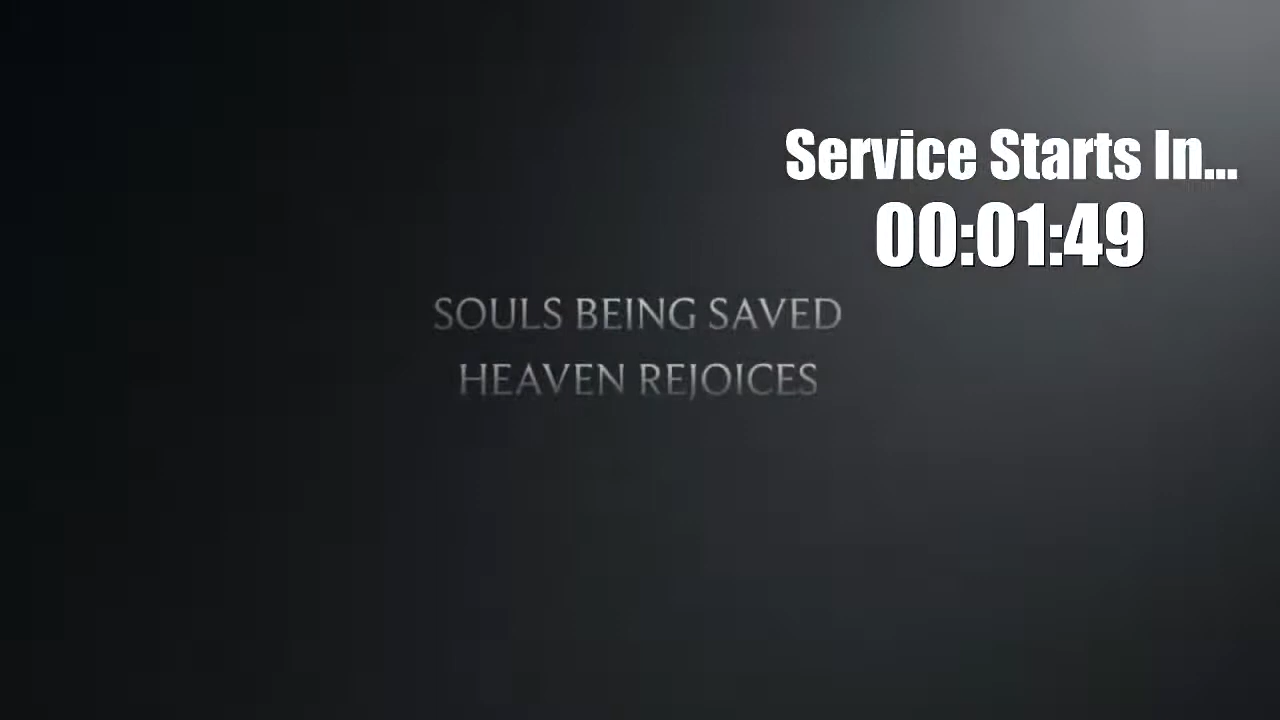 Service Starts In...
00:01:49
SOULS BEING SAVED
HEAVEN REJOICES